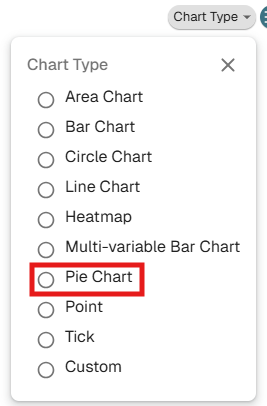 Chart Type
Chart Type
Area Chart
Bar Chart
Circle Chart
Line Chart
Heatmap
Multi-variable Bar Chart
Pie Chart
Point
Tick
Custom